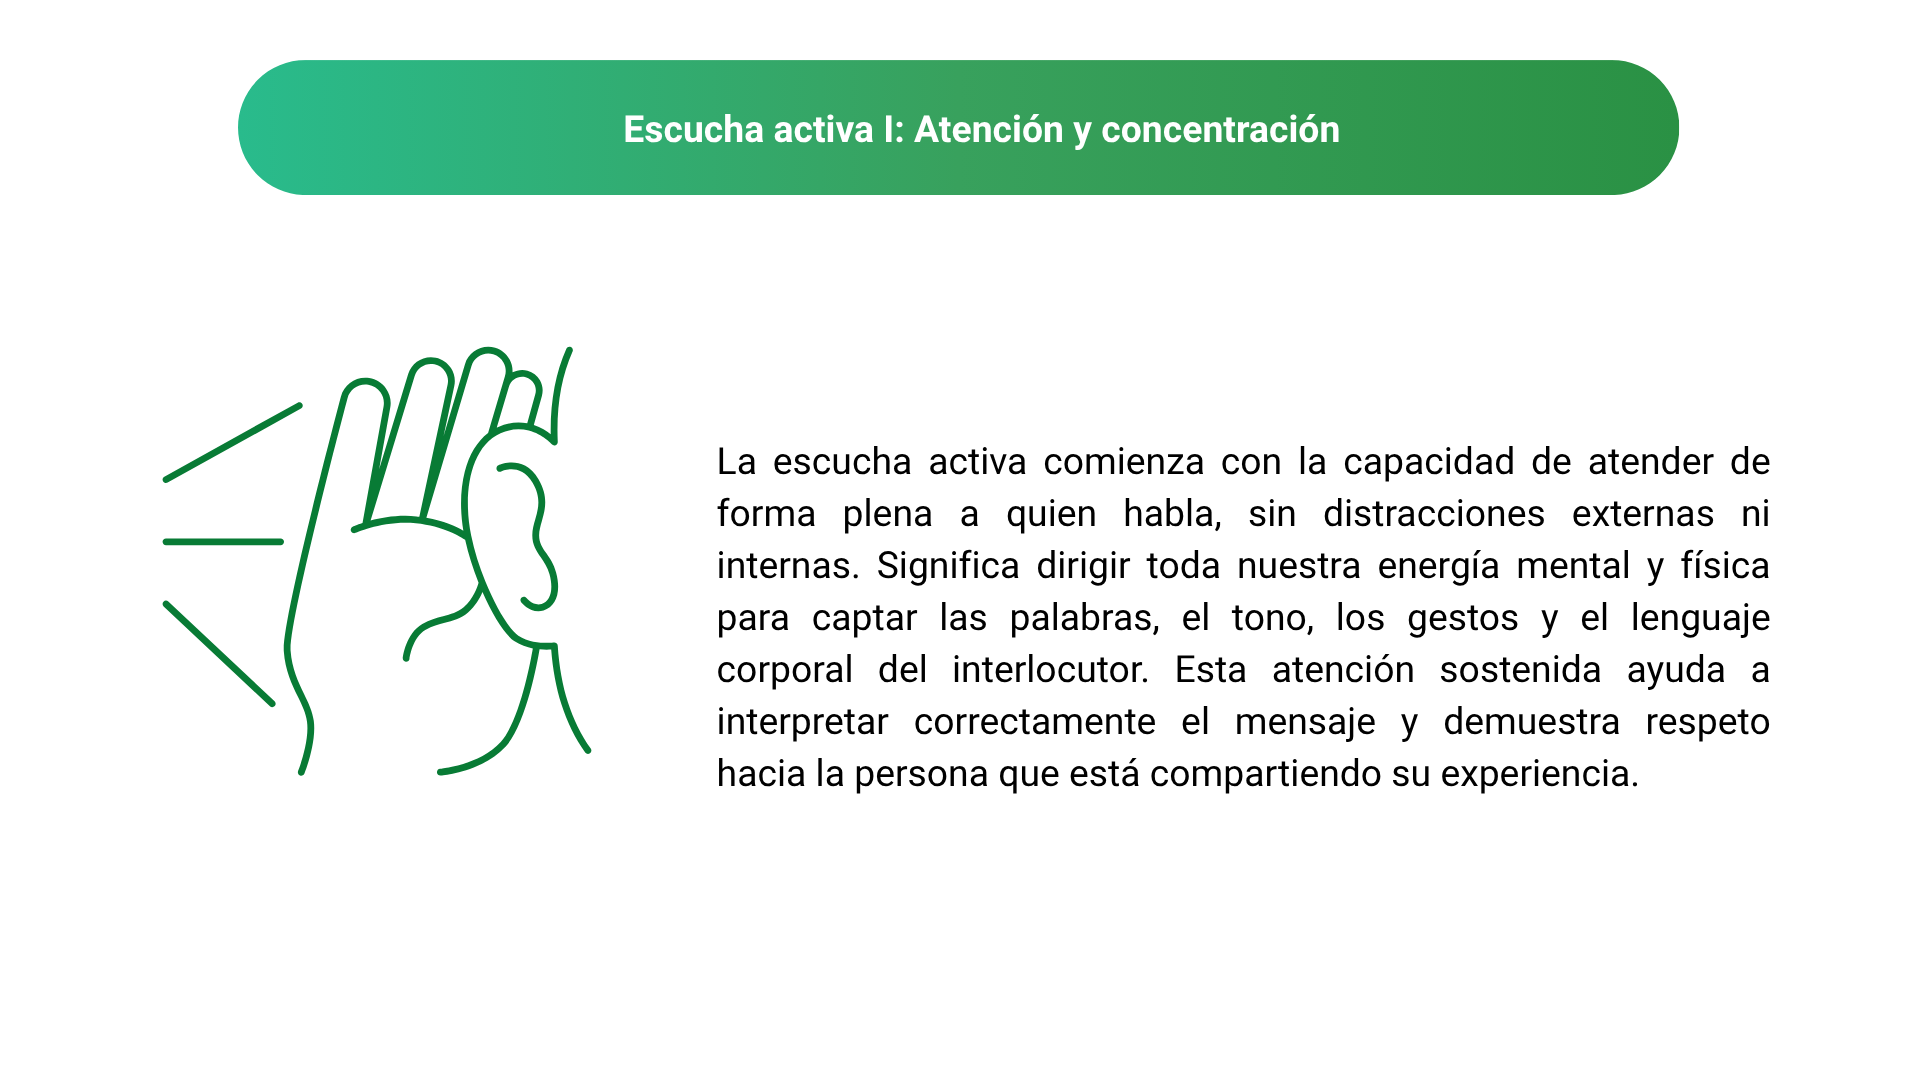 Escucha activa I: Atención y concentración
La escucha activa comienza con la capacidad de atender de
forma plena a quien habla, sin distracciones externas ni
internas. Significa dirigir toda nuestra energía mental y física
para captar las palabras, el tono, los gestos y el lenguaje
corporal del interlocutor. Esta atención sostenida ayuda a
interpretar correctamente el mensaje y demuestra respeto
hacia la persona que está compartiendo su experiencia.